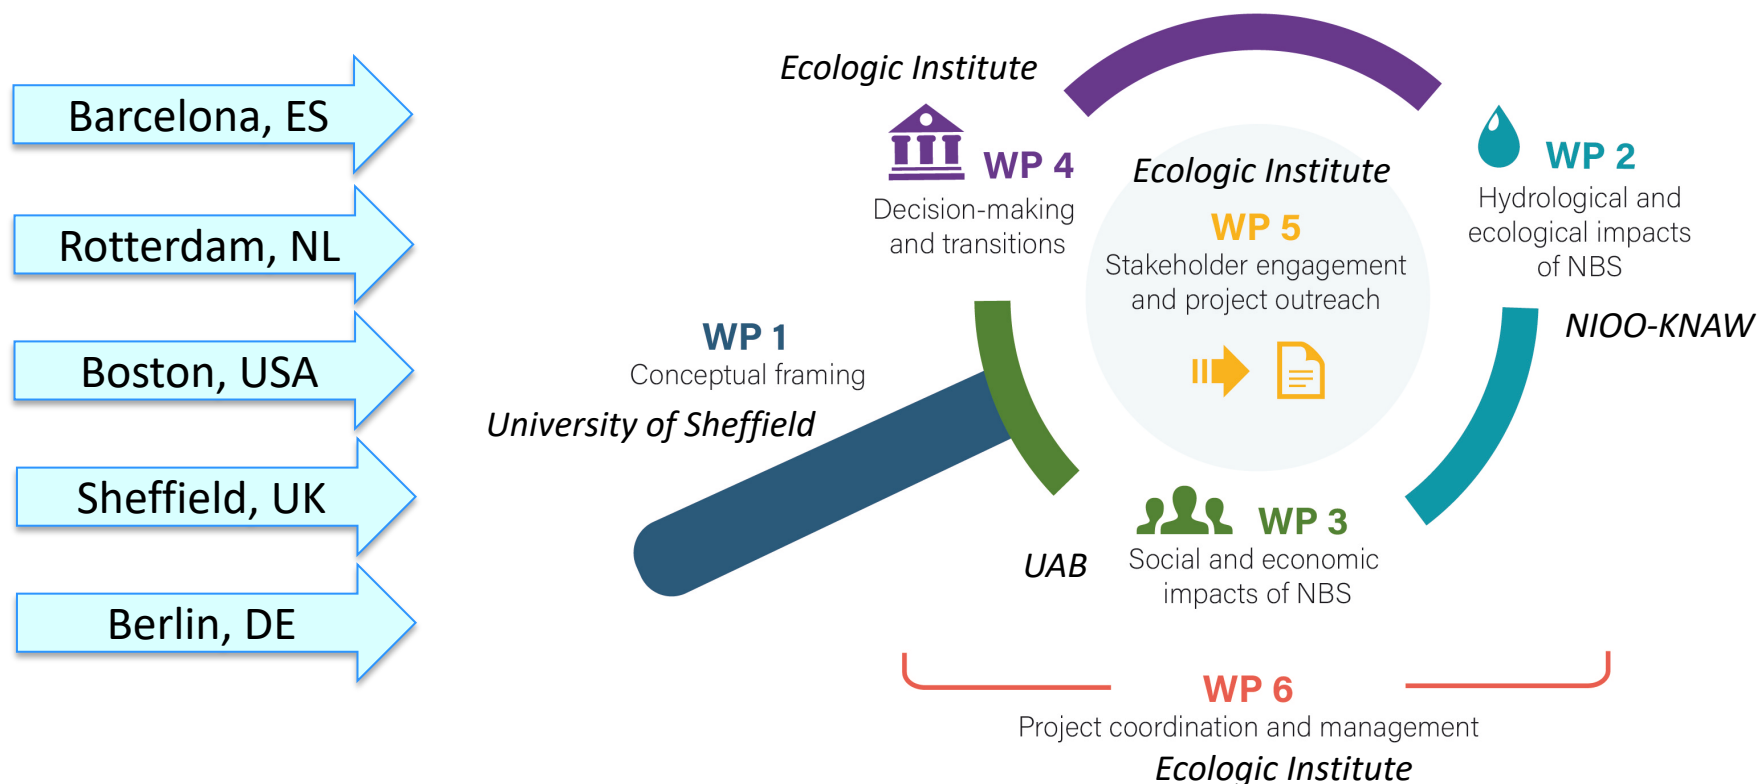 Barcelona, ES
Rotterdam, NL
Boston, USA
Sheffield, UK
Berlin, DE
Ecologic Institute
WP 4
Decision-making
and transitions
Ecologic Institute
WP 5
Stakeholder engagement
and project outreach
WP 2
Hydrological and
ecological impacts
of NBS
NIOO-KNAW
WP 1
Conceptual framing
University of Sheffield
WP 3
Social and economic
impacts of NBS
UAB
WP 6
Project coordination and management
Ecologic Institute